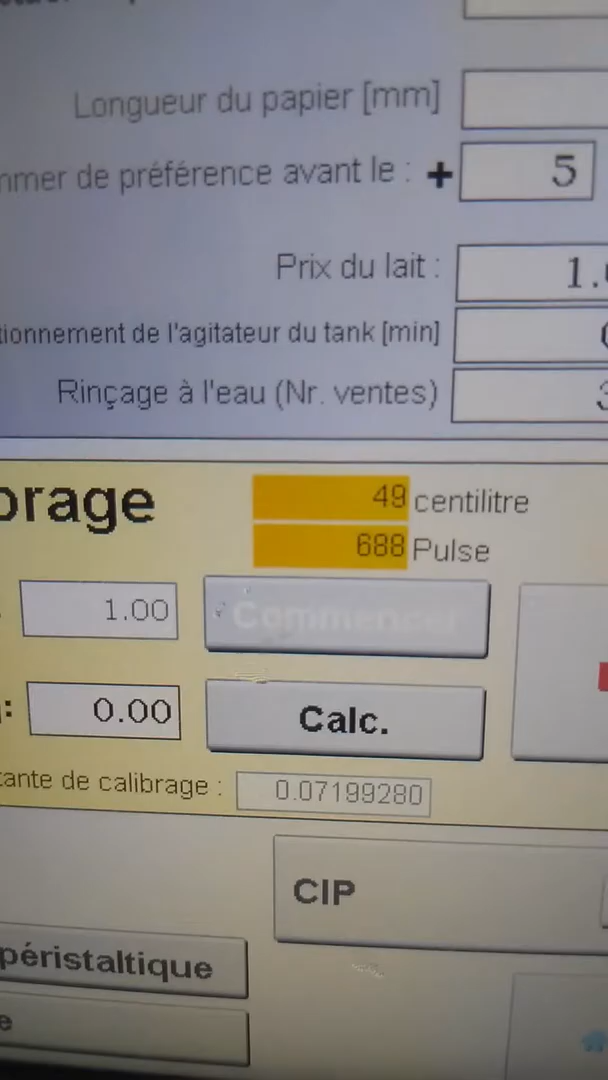 Longueur du papier [mm]
de préférence avant le : + 5
Prix du lait : 1.
de l'agitateur du tank [min]
Rinçage à l'eau (Nr. ventes)
brage
49 centilitre
688 Pulse
1.00 Commencer
: 0.00 Calc.
tante de calibrage : 0.07199280
CIP
péristaltique
e